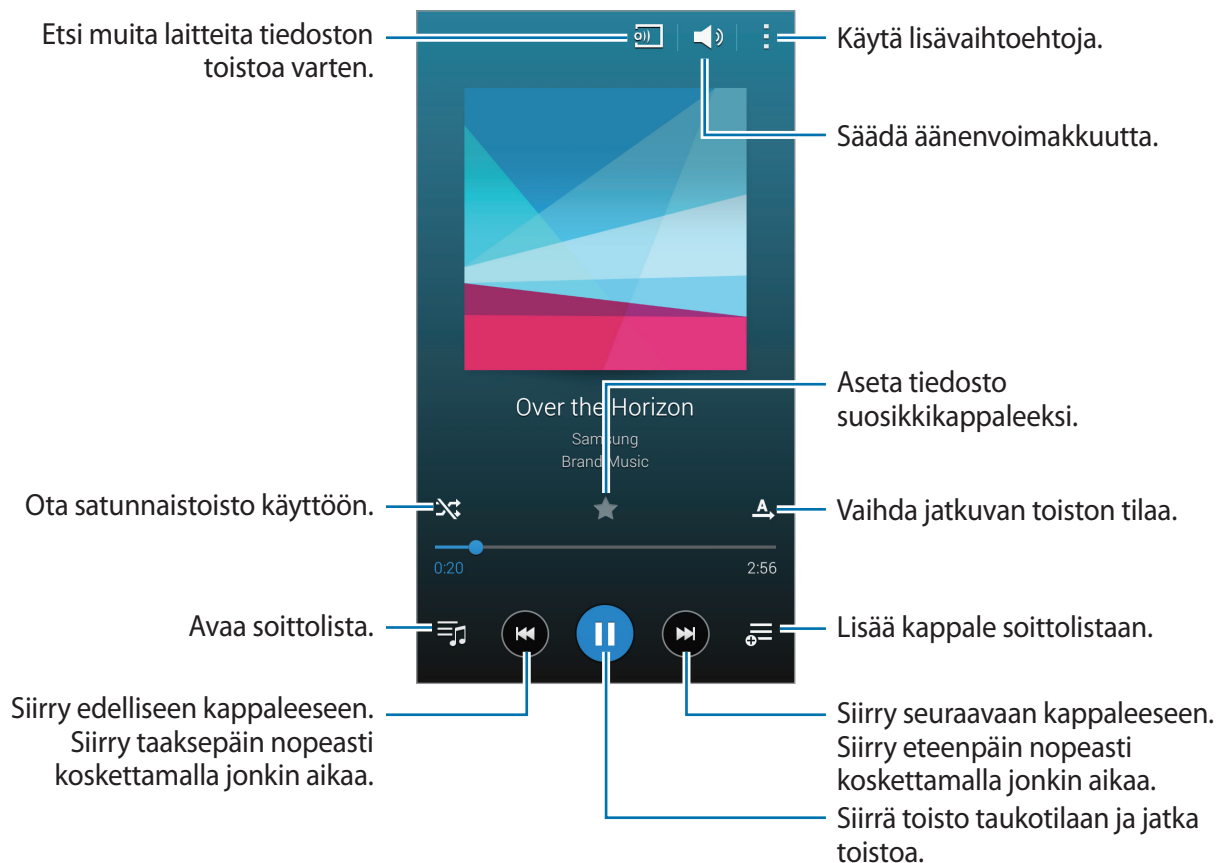 Etsi muita laitteita tiedoston
toistoa varten.
Käytä lisävaihtoehtoja.
Säädä äänenvoimakkuutta.
Aseta tiedosto
suosikkikappaleeksi.
Over the Horizon
Samsung
Brand Music
Ota satunnaistoisto käyttöön.
A
Vaihda jatkuvan toiston tilaa.
0:20
2:56
Avaa soittolista.
Lisää kappale soittolistaan.
Siirry edelliseen kappaleeseen.
Siirry taaksepäin nopeasti
koskettamalla jonkin aikaa.
Siirry seuraavaan kappaleeseen.
Siirry eteenpäin nopeasti
koskettamalla jonkin aikaa.
Siirrä toisto taukotilaan ja jatka
toistoa.